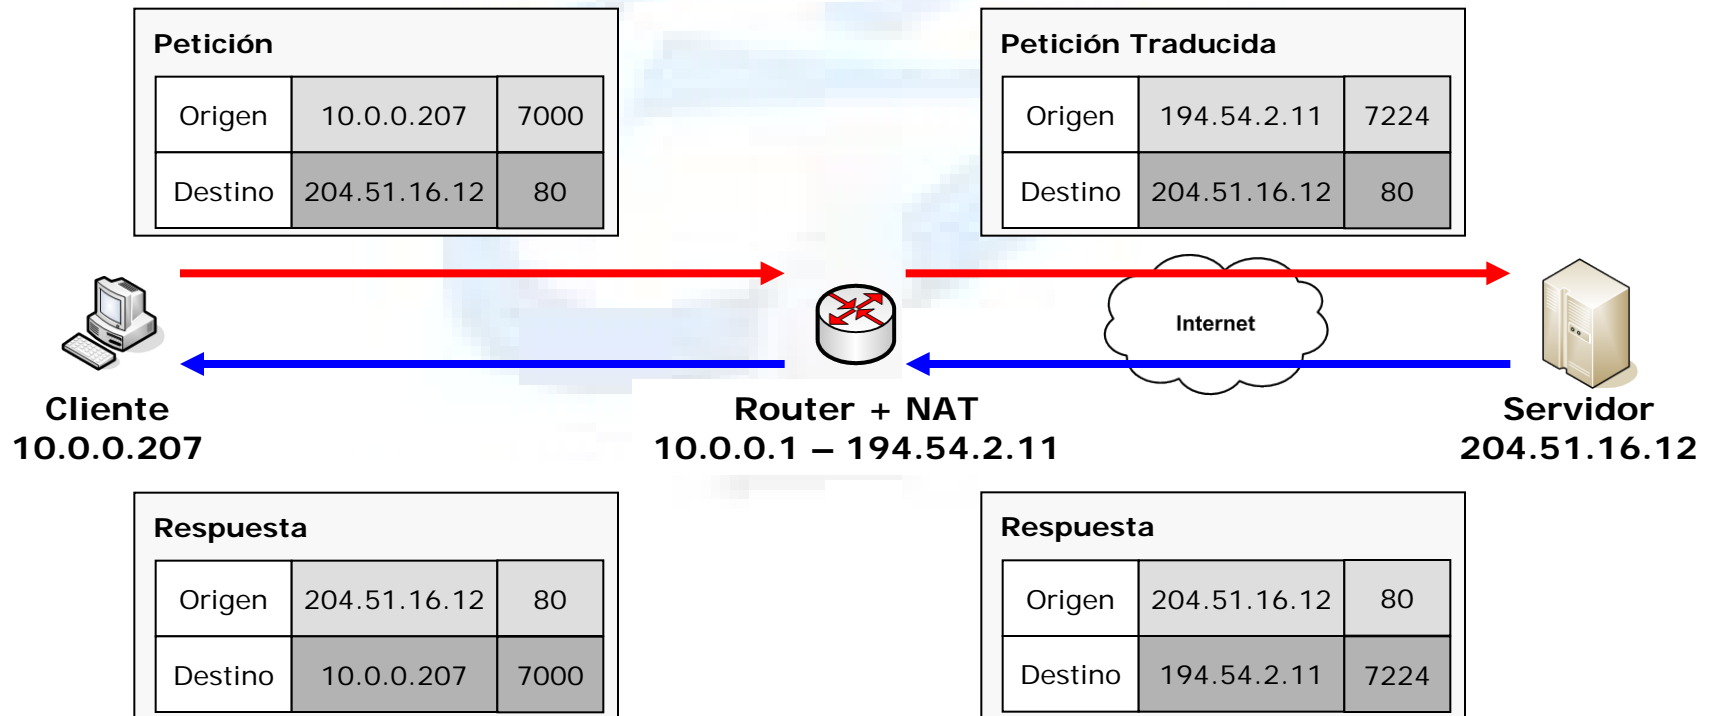 Petición
Origen 10.0.0.207 7000
Destino 204.51.16.12 80
Petición Traducida
Origen 194.54.2.11 7224
Destino 204.51.16.12 80
Internet
Cliente
10.0.0.207
Router + NAT
10.0.0.1 – 194.54.2.11
Servidor
204.51.16.12
Respuesta
Origen 204.51.16.12 80
Destino 10.0.0.207 7000
Respuesta
Origen 204.51.16.12 80
Destino 194.54.2.11 7224